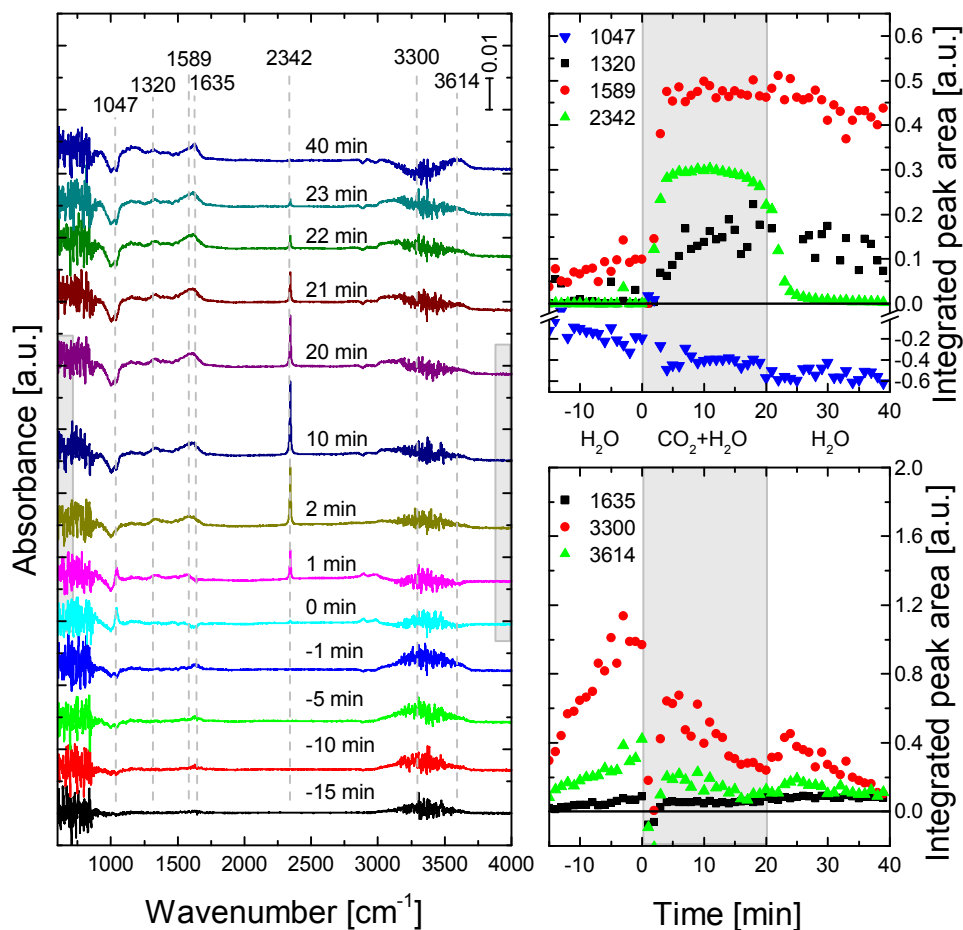 1589 2342 3300
1320 1635 3614
1047
0.01
40 min
23 min
22 min
21 min
20 min
10 min
2 min
1 min
0 min
-1 min
-5 min
-10 min
-15 min
Absorbance [a.u.]
1000 1500 2000 2500 3000 3500 4000
Wavenumber [cm⁻¹]
1047
1320
1589
2342
0.6
0.5
0.4
0.3
0.2
0.1
0.0
-0.2
-0.4
-0.6
Integrated peak area [a.u.]
-10 0 10 20 30 40
H₂O CO₂+H₂O H₂O
1635
3300
3614
2.0
1.6
1.2
0.8
0.4
0.0
Integrated peak area [a.u.]
-10 0 10 20 30 40
Time [min]